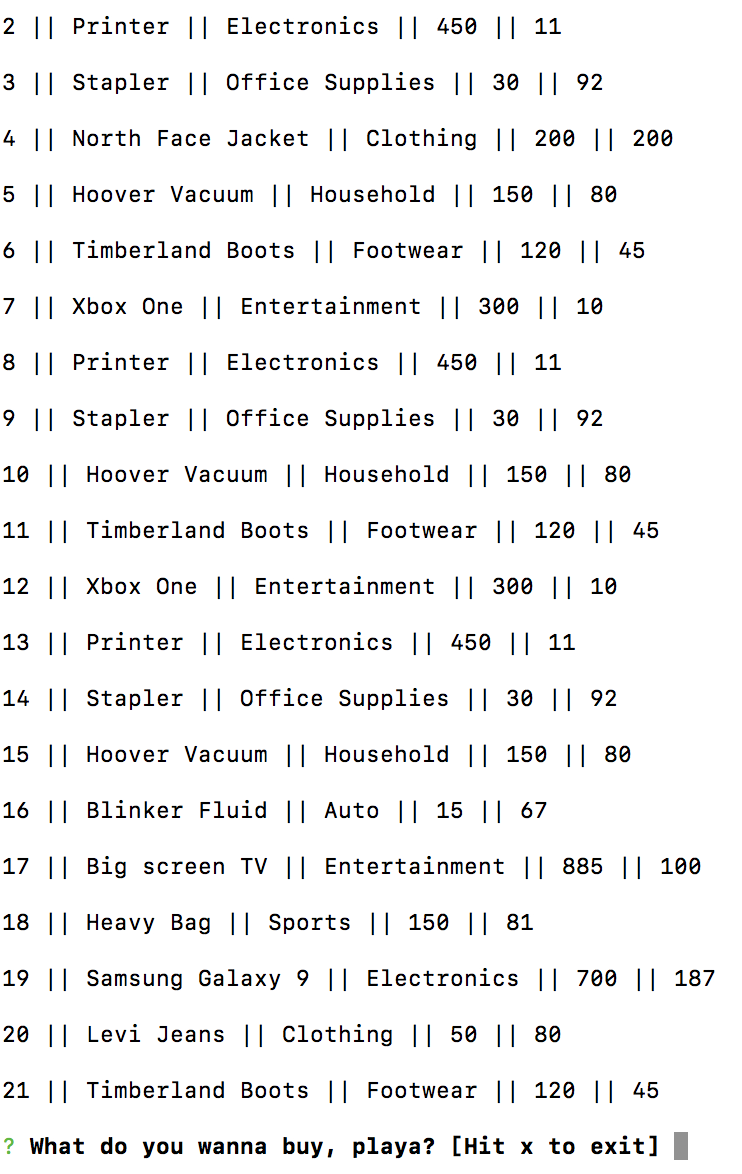 2 || Printer || Electronics || 450 || 11
3 || Stapler || Office Supplies || 30 || 92
4 || North Face Jacket || Clothing || 200 || 200
5 || Hoover Vacuum || Household || 150 || 80
6 || Timberland Boots || Footwear || 120 || 45
7 || Xbox One || Entertainment || 300 || 10
8 || Printer || Electronics || 450 || 11
9 || Stapler || Office Supplies || 30 || 92
10 || Hoover Vacuum || Household || 150 || 80
11 || Timberland Boots || Footwear || 120 || 45
12 || Xbox One || Entertainment || 300 || 10
13 || Printer || Electronics || 450 || 11
14 || Stapler || Office Supplies || 30 || 92
15 || Hoover Vacuum || Household || 150 || 80
16 || Blinker Fluid || Auto || 15 || 67
17 || Big screen TV || Entertainment || 885 || 100
18 || Heavy Bag || Sports || 150 || 81
19 || Samsung Galaxy 9 || Electronics || 700 || 187
20 || Levi Jeans || Clothing || 50 || 80
21 || Timberland Boots || Footwear || 120 || 45
? What do you wanna buy, playa? [Hit x to exit]